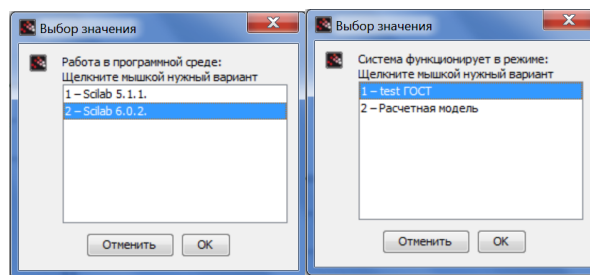 Выбор значения
Работа в программной среде:
Щелкните мышкой нужный вариант
1 – Scilab 5.1.1.
2 – Scilab 6.0.2.
Отменить
OK
Выбор значения
Система функционирует в режиме:
Щелкните мышкой нужный вариант
1 – test ГОСТ
2 – Расчетная модель
Отменить
OK